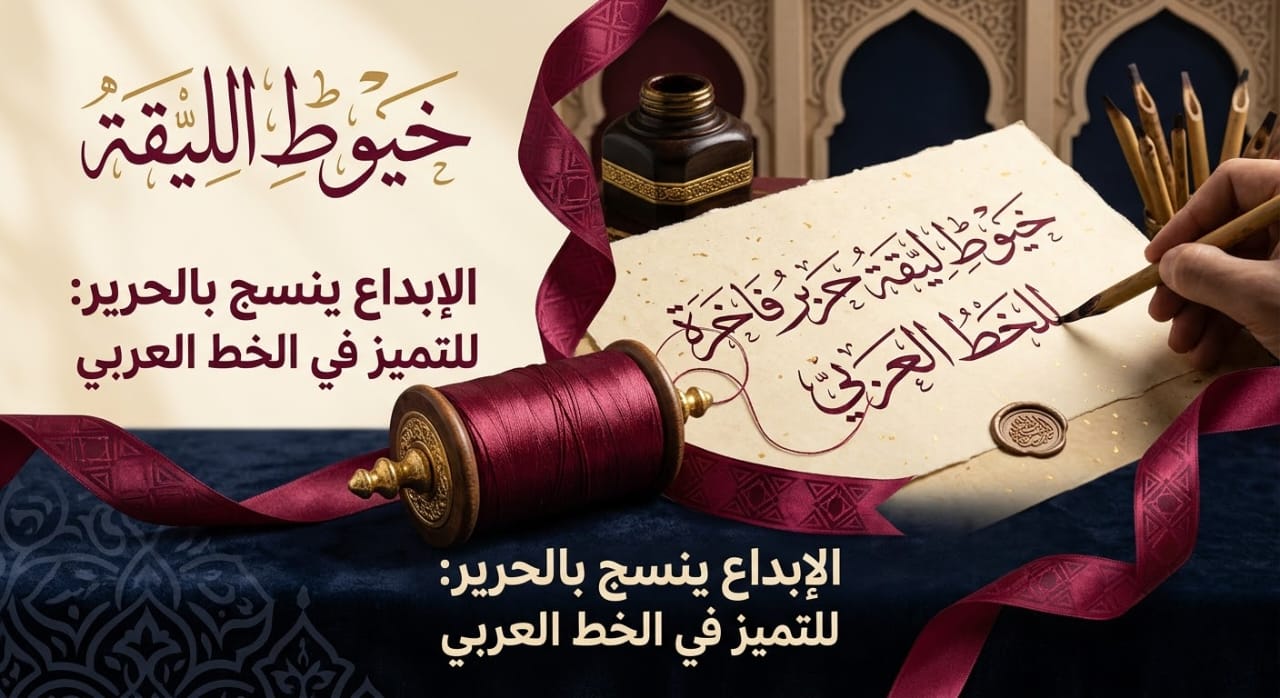 خيوط الليقة
الإبداع ينسج بالحرير:
للتميز في الخط العربي
خيوط ليقة حرير فاخرة
للخط العربي
الإبداع ينسج بالحرير:
للتميز في الخط العربي